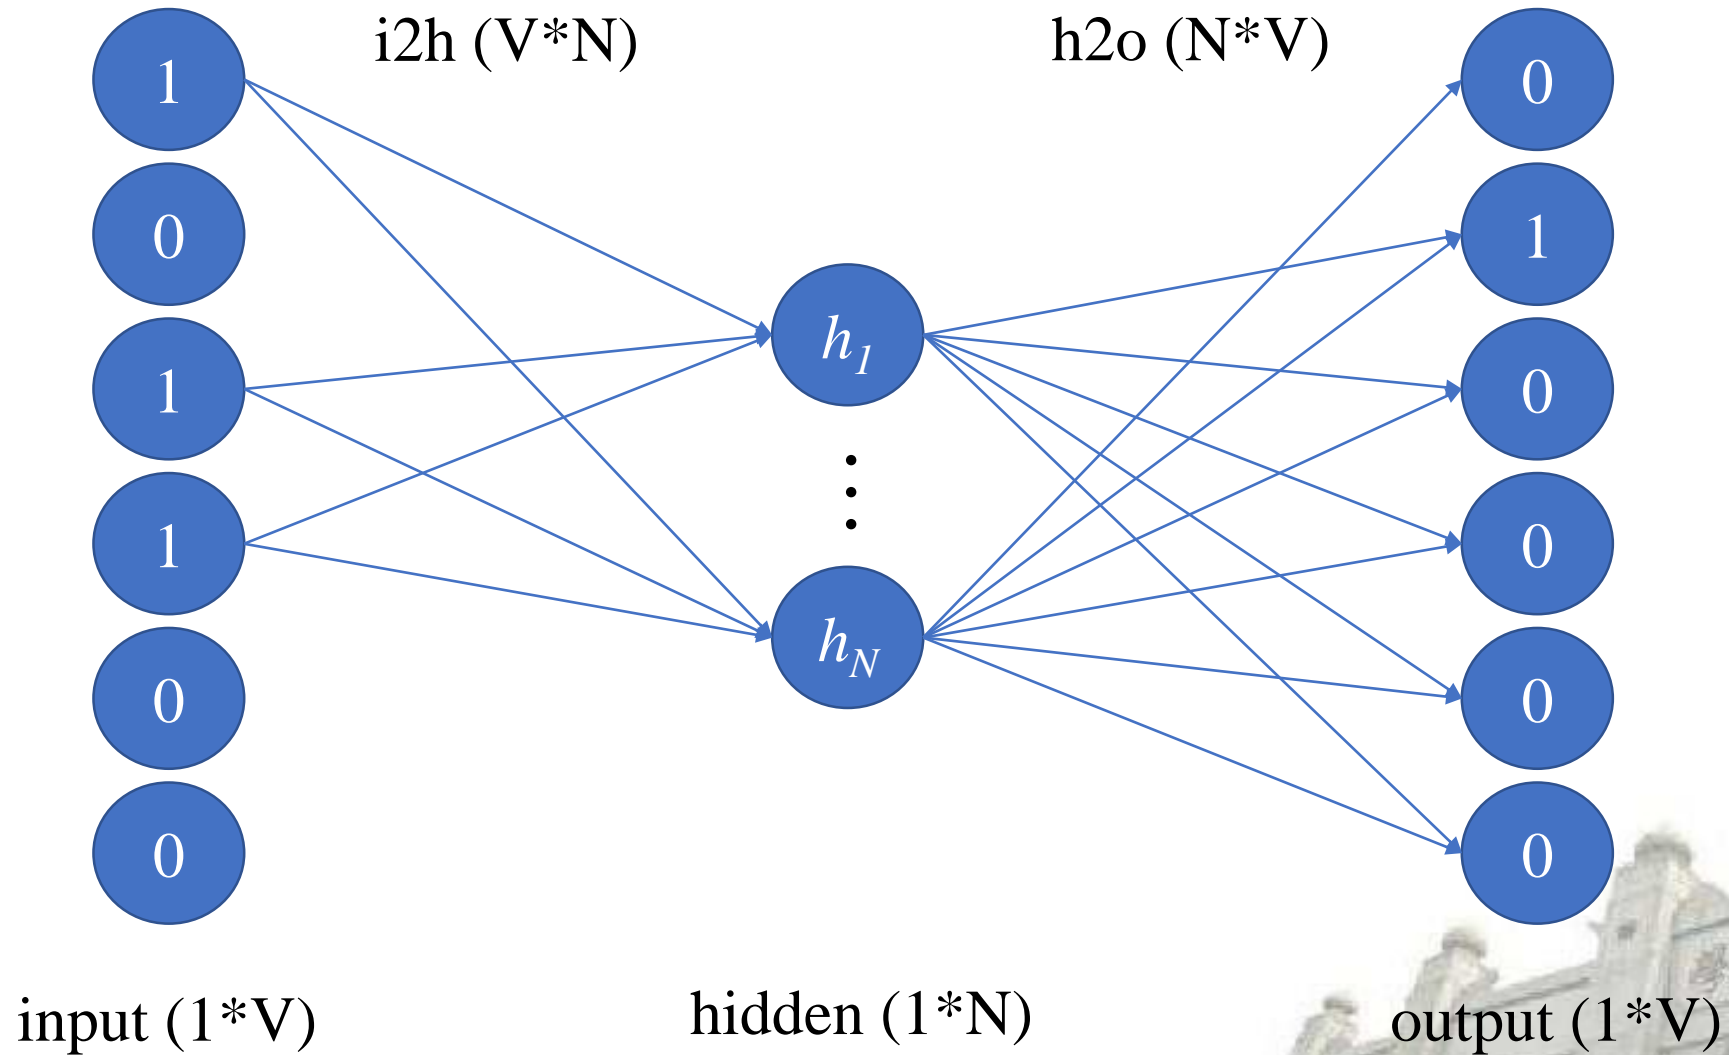 i2h (V*N)
h2o (N*V)
1
0
1
1
0
0
h1
hN
0
1
0
0
0
0
input (1*V)
hidden (1*N)
output (1*V)